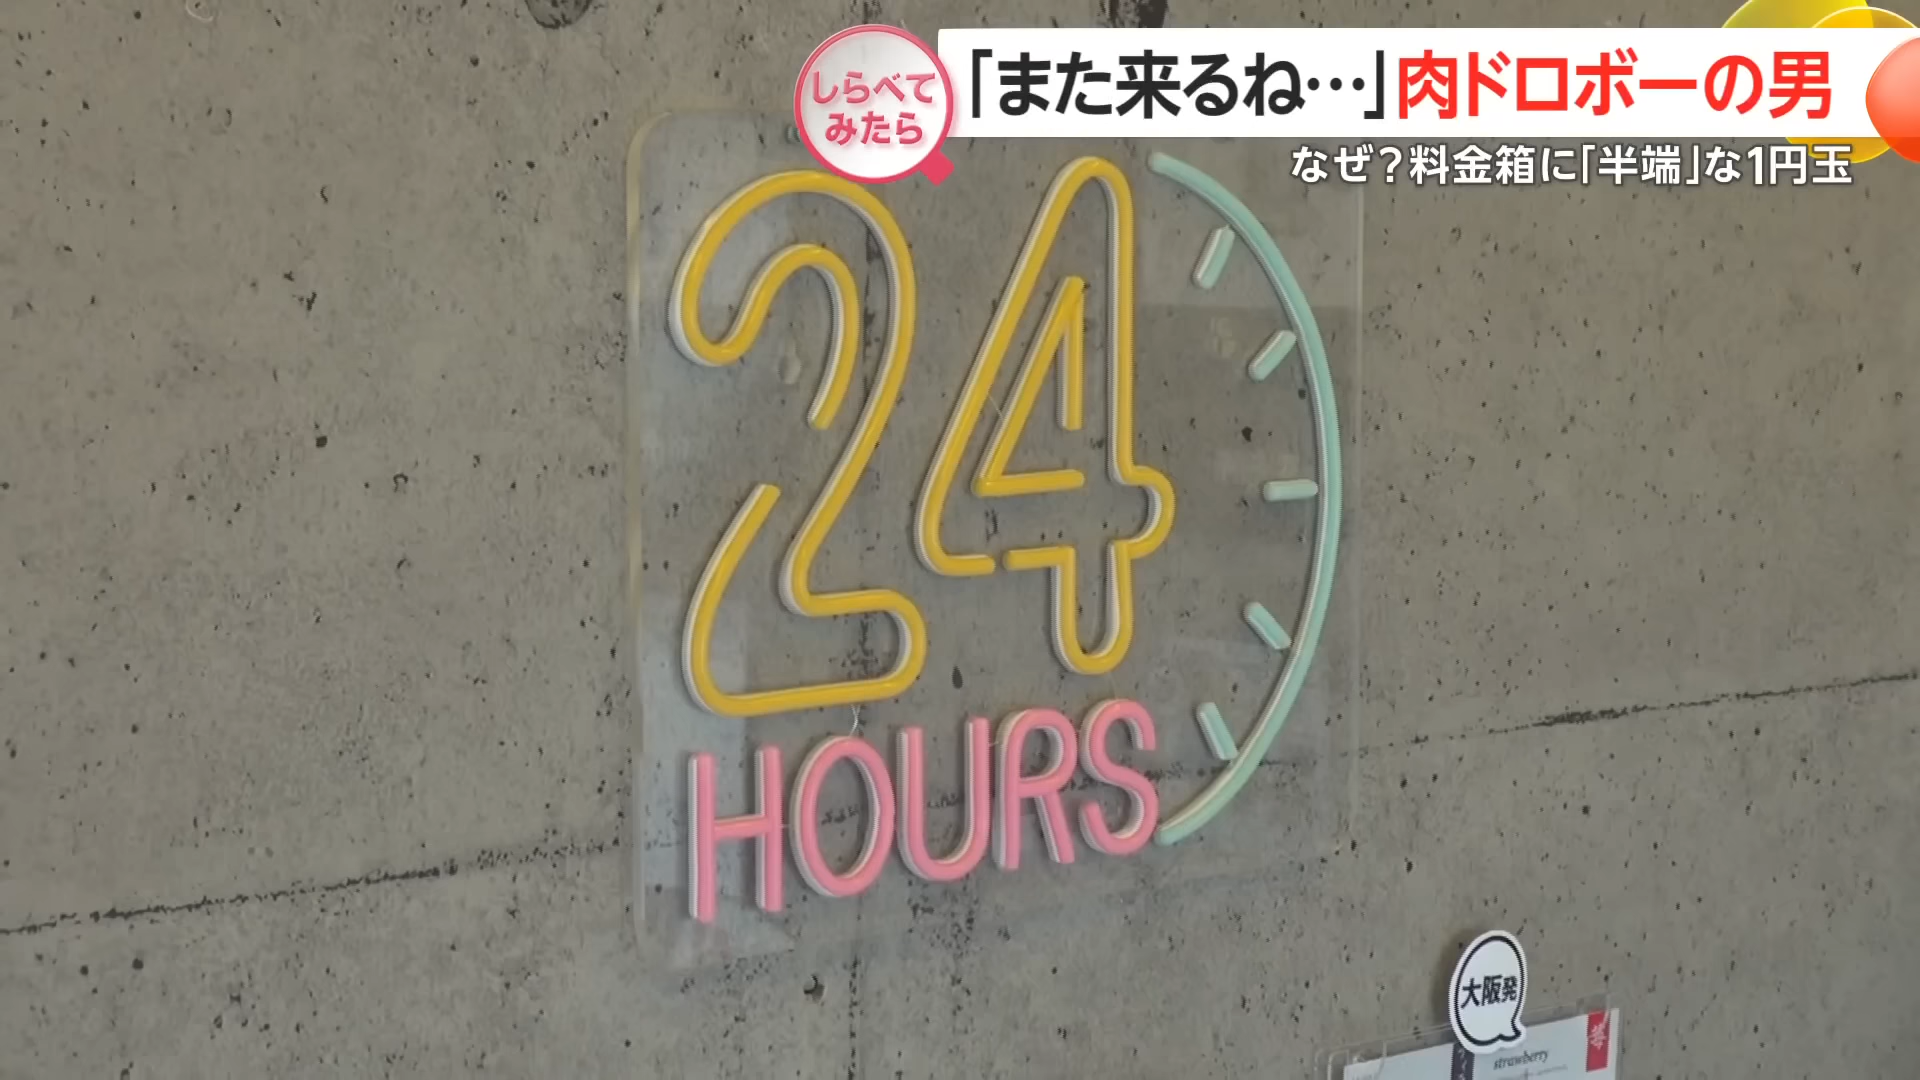 しらべて
みたら
「また来るね…」肉ドロボーの男
なぜ？料金箱に「半端」な1円玉
24
HOURS
大阪発
strawberry